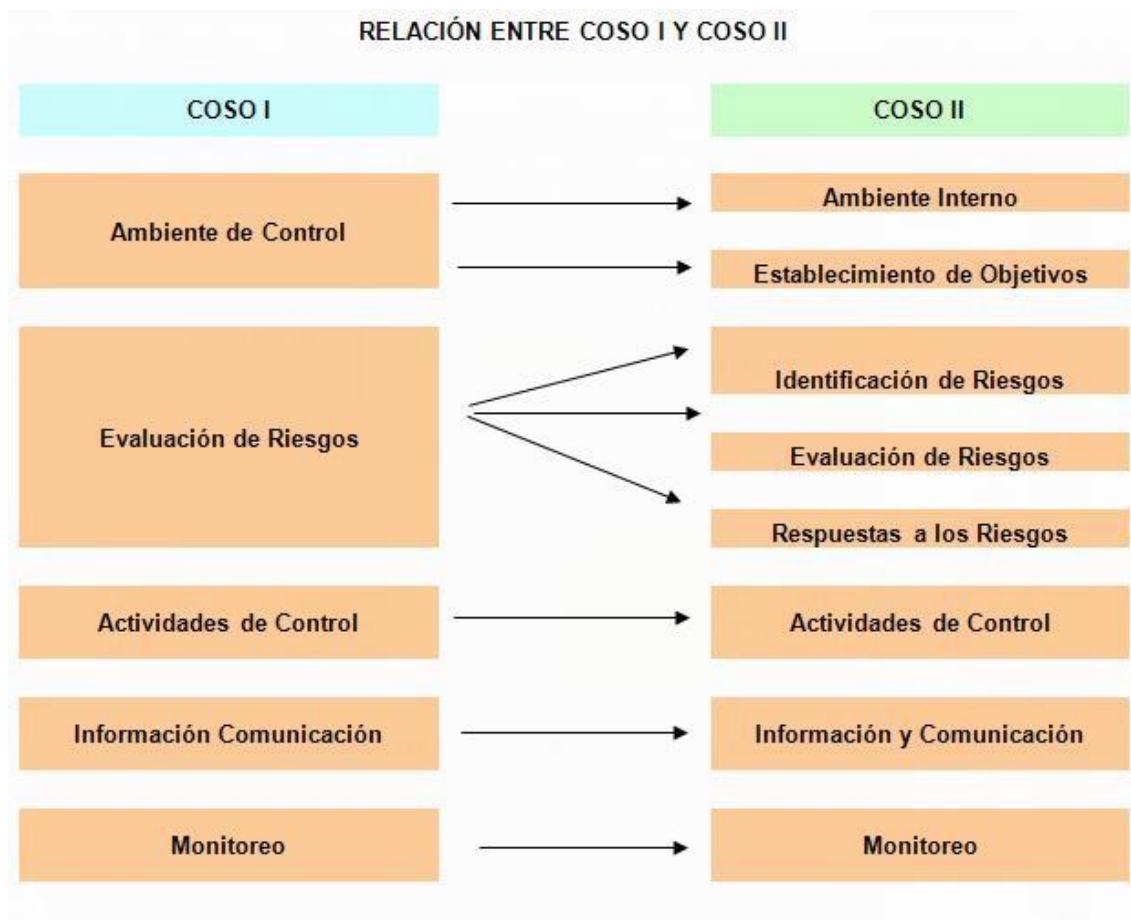 RELACIÓN ENTRE COSO I Y COSO II
COSO I
COSO II
Ambiente de Control
Ambiente Interno
Establecimiento de Objetivos
Evaluación de Riesgos
Identificación de Riesgos
Evaluación de Riesgos
Respuestas a los Riesgos
Actividades de Control
Actividades de Control
Información Comunicación
Información y Comunicación
Monitoreo
Monitoreo